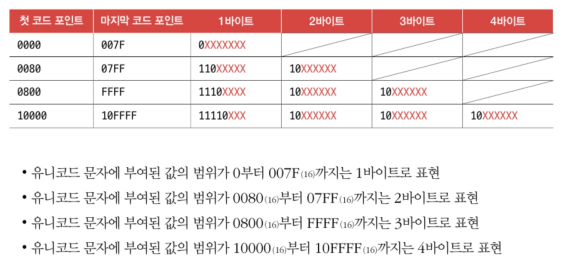 첫 코드 포인트 마지막 코드 포인트 1바이트 2바이트 3바이트 4바이트
0000 007F 0XXXXXXX
0080 07FF 110XXXXX 10XXXXXX
0800 FFFF 1110XXXX 10XXXXXX 10XXXXXX
10000 10FFFF 11110XXX 10XXXXXX 10XXXXXX 10XXXXXX
• 유니코드 문자에 부여된 값의 범위가 0부터 007F(16)까지는 1바이트로 표현
• 유니코드 문자에 부여된 값의 범위가 0080(16)부터 07FF(16)까지는 2바이트로 표현
• 유니코드 문자에 부여된 값의 범위가 0800(16)부터 FFFF(16)까지는 3바이트로 표현
• 유니코드 문자에 부여된 값의 범위가 10000(16)부터 10FFFF(16)까지는 4바이트로 표현